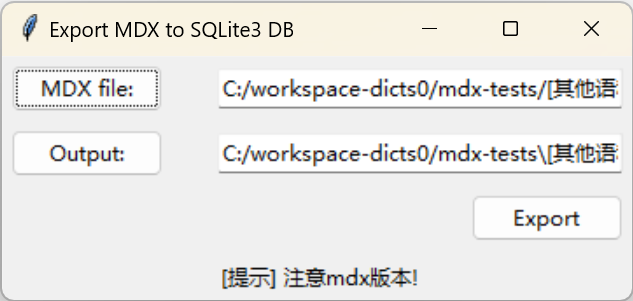 Export MDX to SQLite3 DB
MDX file:
C:/workspace-dicts0/mdx-tests/[其他语
Output:
C:/workspace-dicts0/mdx-tests\[其他语
Export
[提示] 注意mdx版本!